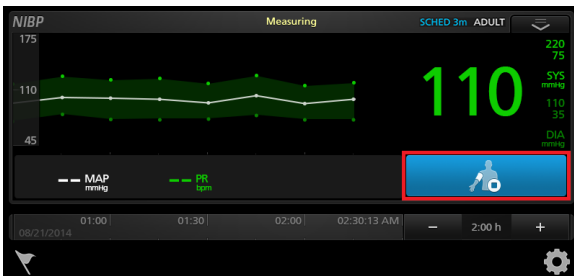 NIBP Measuring SCHED 3m ADULT
175
110
45
110
220
75
SYS
mmHg
110
35
DIA
mmHg
-- MAP
mmHg
-- PR
bpm
01:00 01:30 02:00 02:30:13 AM
08/21/2014
− 2:00 h +